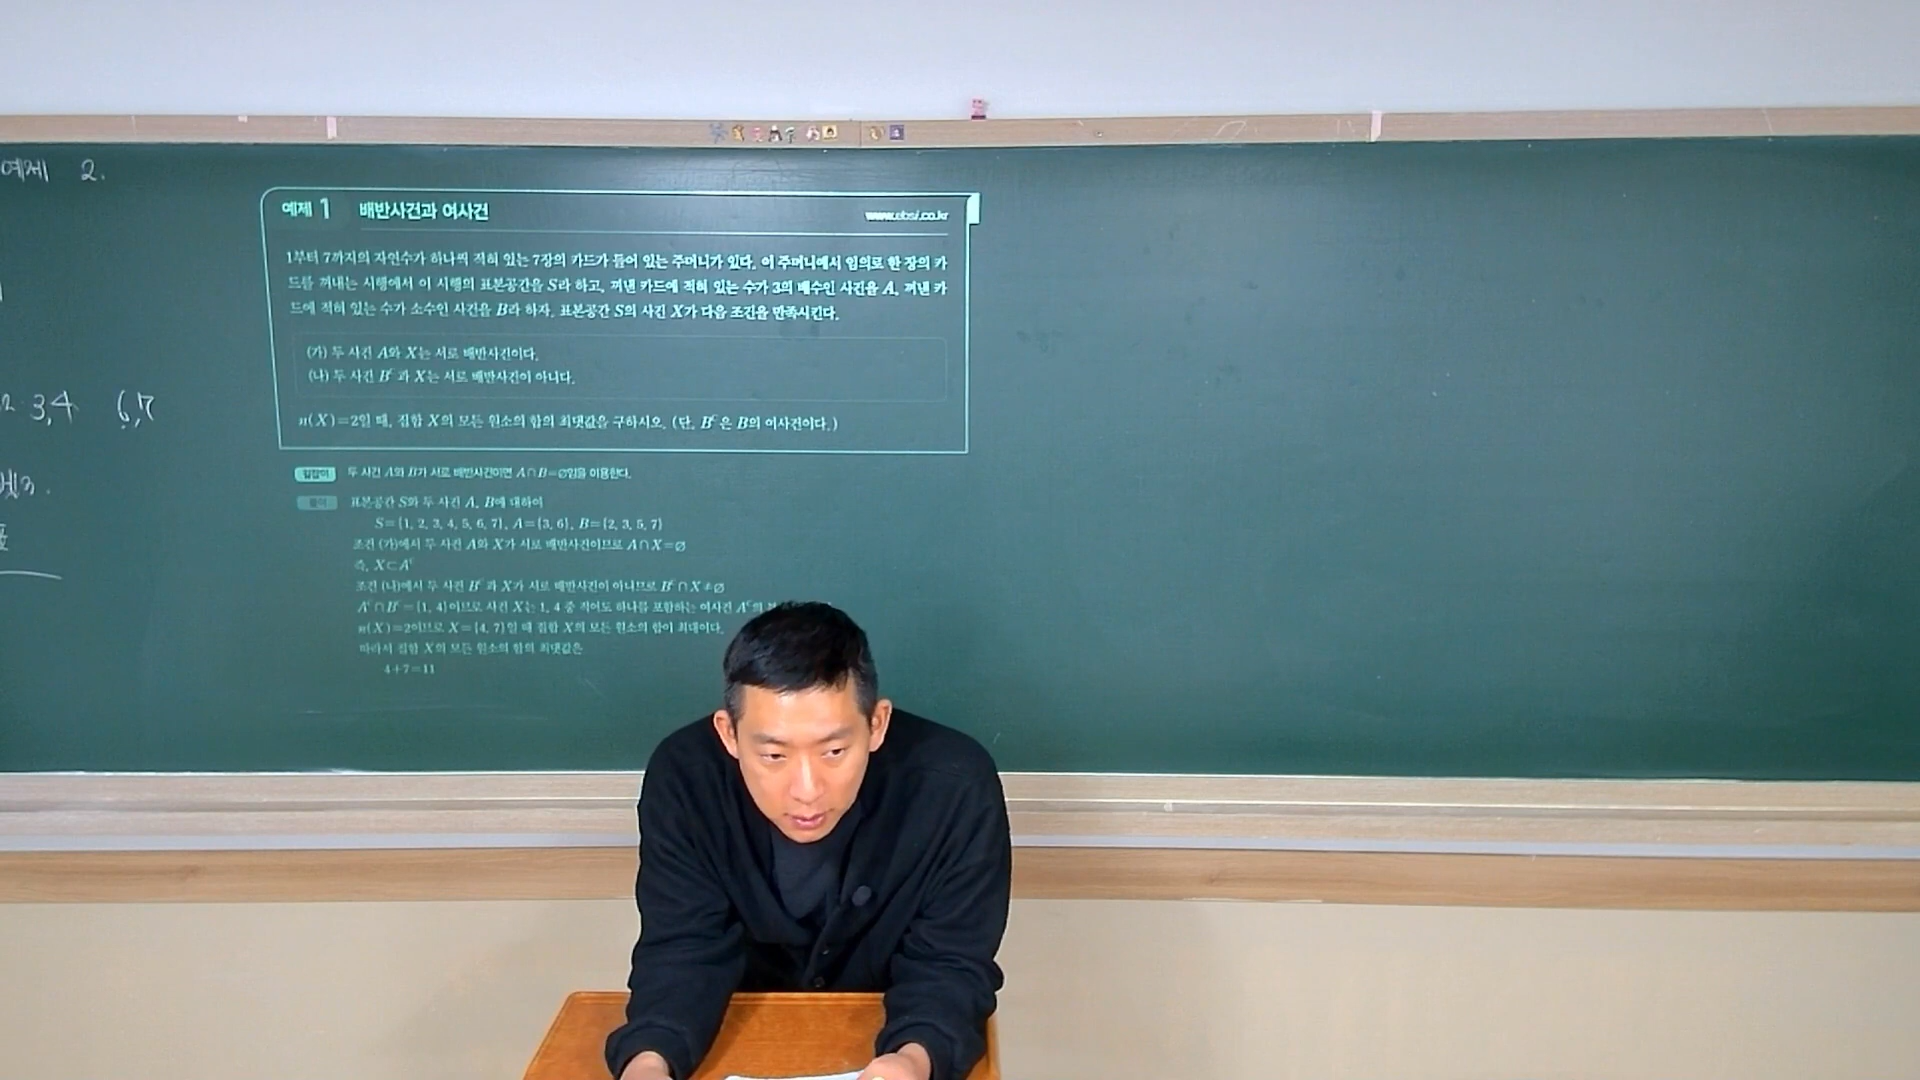 예제 2.
3,4 6,7
예제 1 배반사건과 여사건 www.ebsi.co.kr
1부터 7까지의 자연수가 하나씩 적혀 있는 7장의 카드가 들어 있는 주머니가 있다. 이 주머니에서 임의로 한 장의 카
드를 꺼내는 시행에서 이 시행의 표본공간을 S라 하고, 꺼낸 카드에 적혀 있는 수가 3의 배수인 사건을 A, 꺼낸 카
드에 적혀 있는 수가 소수인 사건을 B라 하자. 표본공간 S의 사건 X가 다음 조건을 만족시킨다.
(가) 두 사건 A와 X는 서로 배반사건이다.
(나) 두 사건 Bᶜ과 X는 서로 배반사건이 아니다.
n(X)=2일 때, 집합 X의 모든 원소의 합의 최댓값을 구하시오. (단, Bᶜ은 B의 여사건이다.)
길잡이 두 사건 A와 B가 서로 배반사건이면 A∩B=∅임을 이용한다.
풀이 표본공간 S와 두 사건 A, B에 대하여
S={1, 2, 3, 4, 5, 6, 7}, A={3, 6}, B={2, 3, 5, 7}
조건 (가)에서 두 사건 A와 X가 서로 배반사건이므로 A∩X=∅
즉, X⊂Aᶜ
조건 (나)에서 두 사건 Bᶜ과 X가 서로 배반사건이 아니므로 Bᶜ∩X≠∅
Aᶜ∩Bᶜ={1, 4}이므로 사건 X는 1, 4 중 적어도 하나를 포함하는 여사건 Aᶜ의
n(X)=2이므로 X={4, 7}일 때 집합 X의 모든 원소의 합이 최대이다.
따라서 집합 X의 모든 원소의 합의 최댓값은
4+7=11